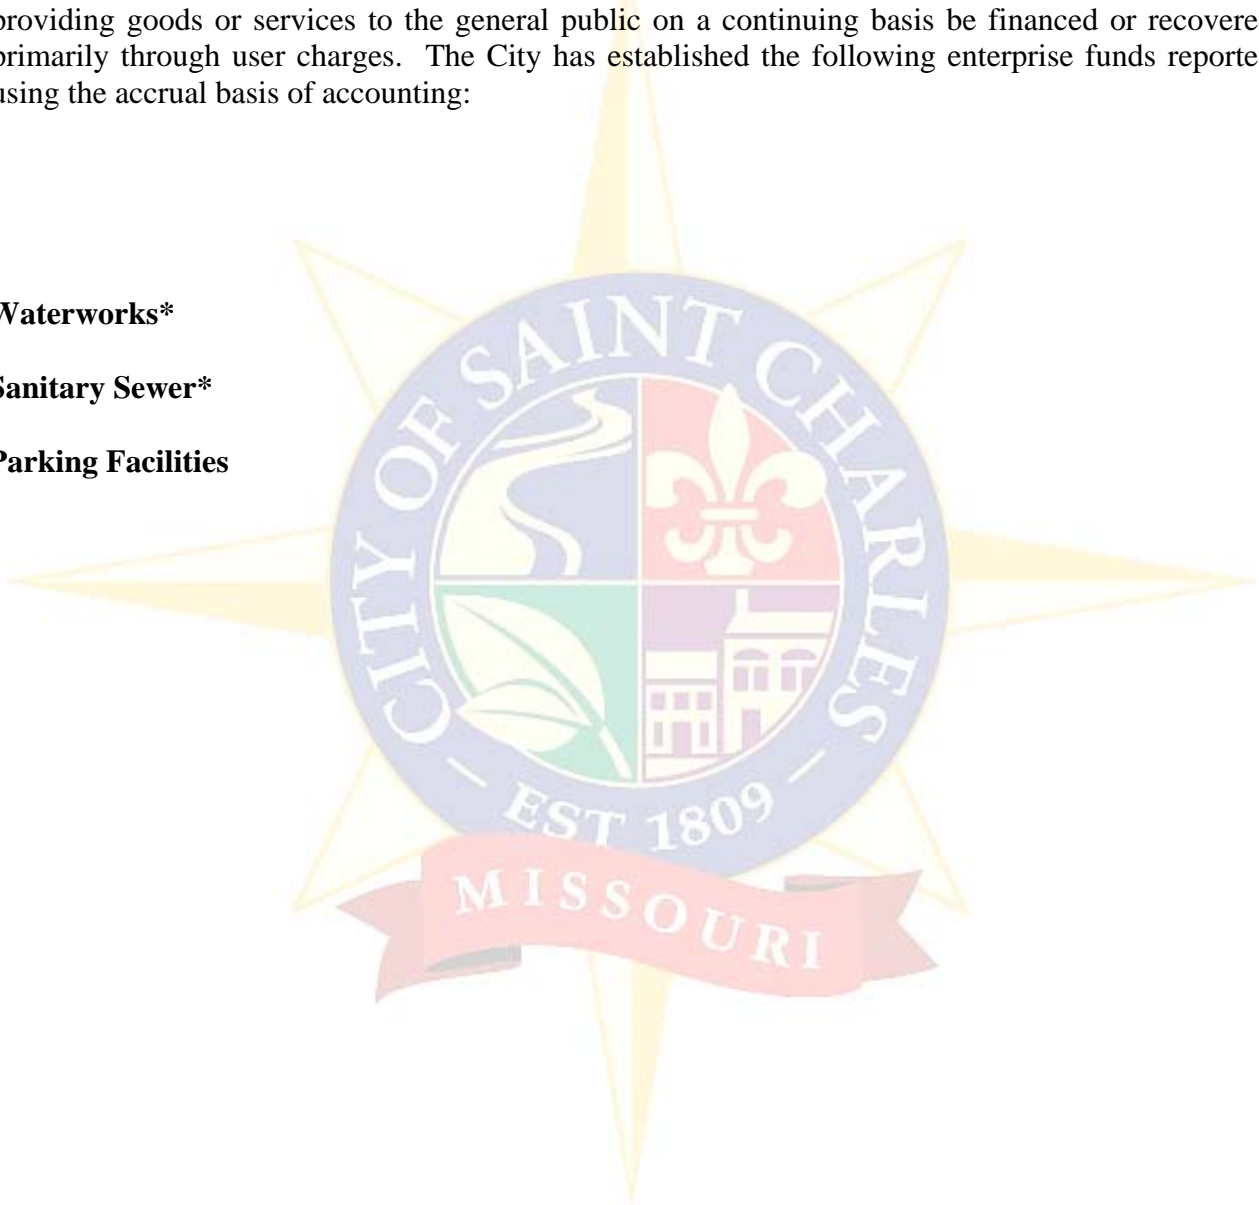 providing goods or services to the general public on a continuing basis be financed or recovere
primarily through user charges. The City has established the following enterprise funds reporte
using the accrual basis of accounting:
Waterworks*
Sanitary Sewer*
Parking Facilities
CITY OF SAINT CHARLES
EST 1809
MISSOURI